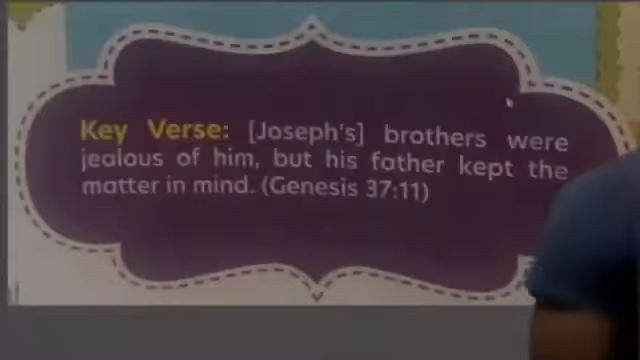 Key Verse: [Joseph's] brothers were
jealous of him, but his father kept the
matter in mind. (Genesis 37:11)